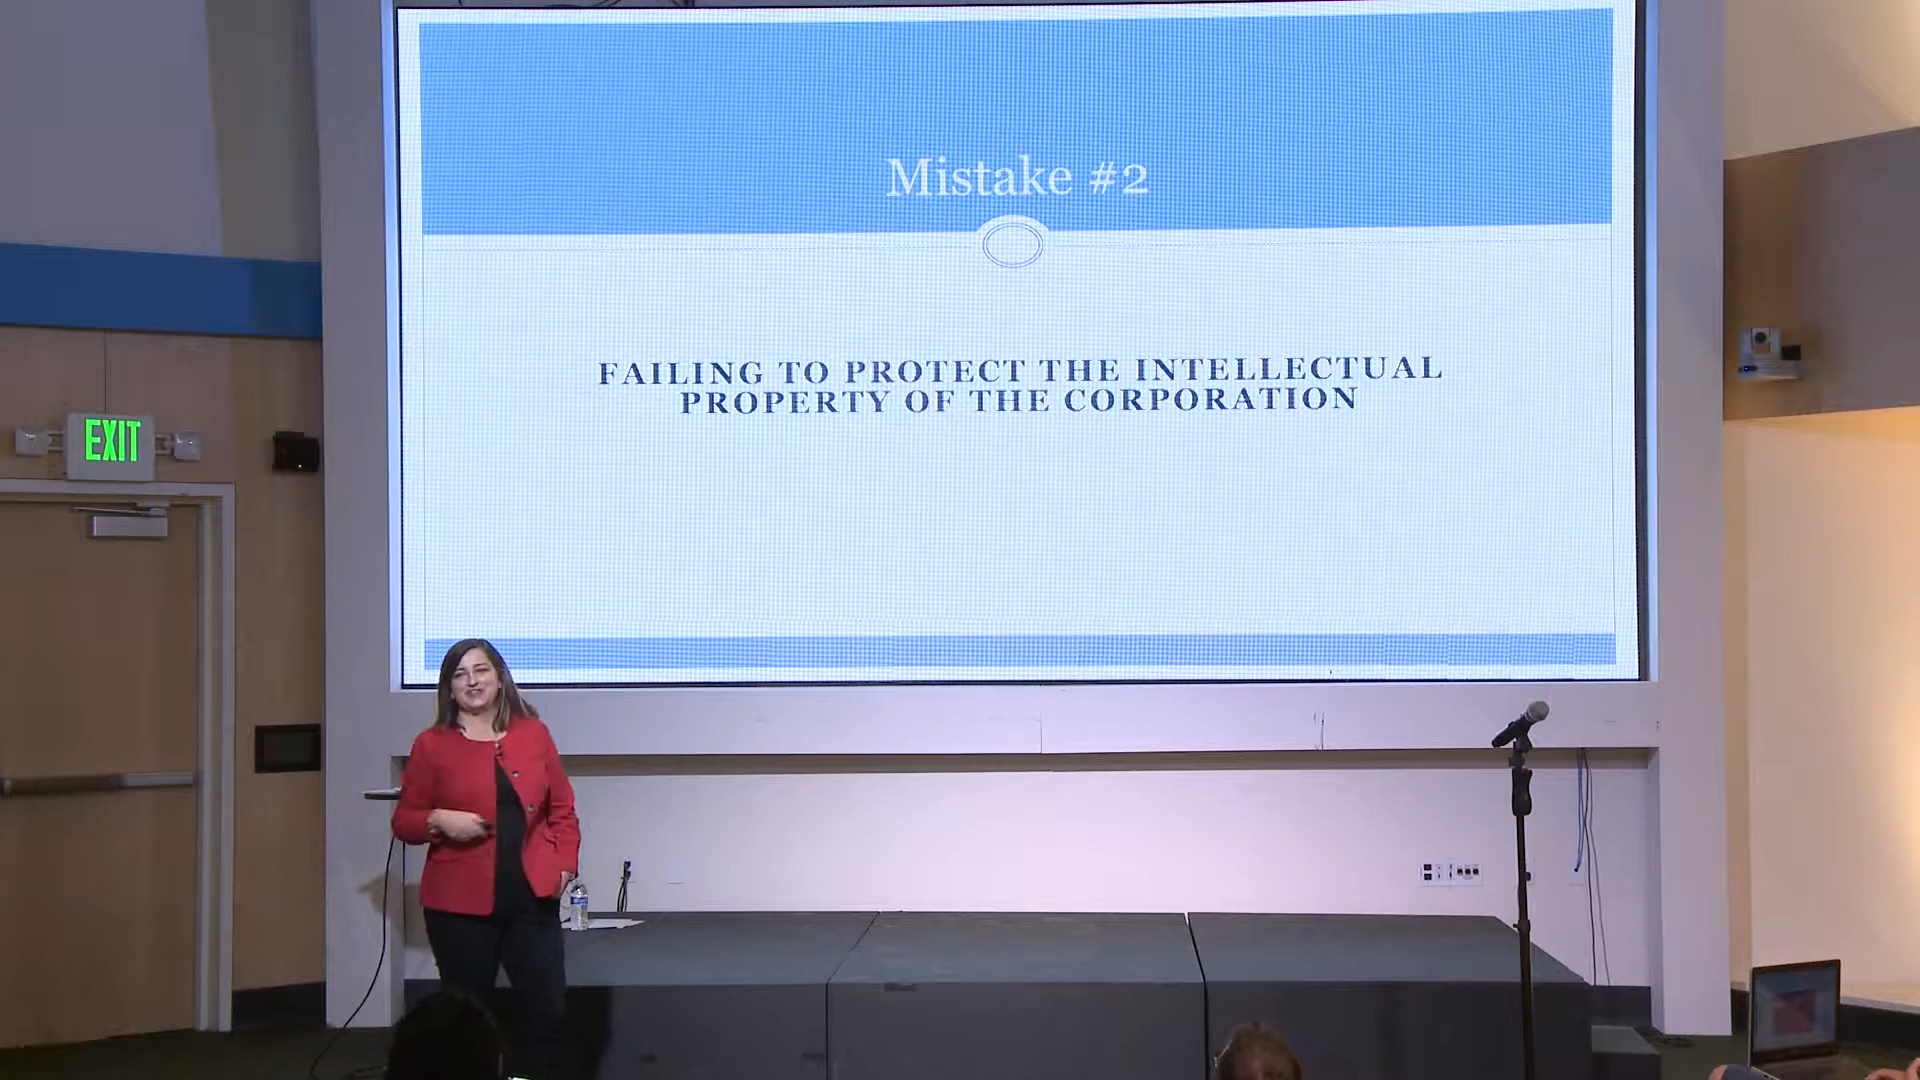 Mistake #2
FAILING TO PROTECT THE INTELLECTUAL
PROPERTY OF THE CORPORATION
EXIT